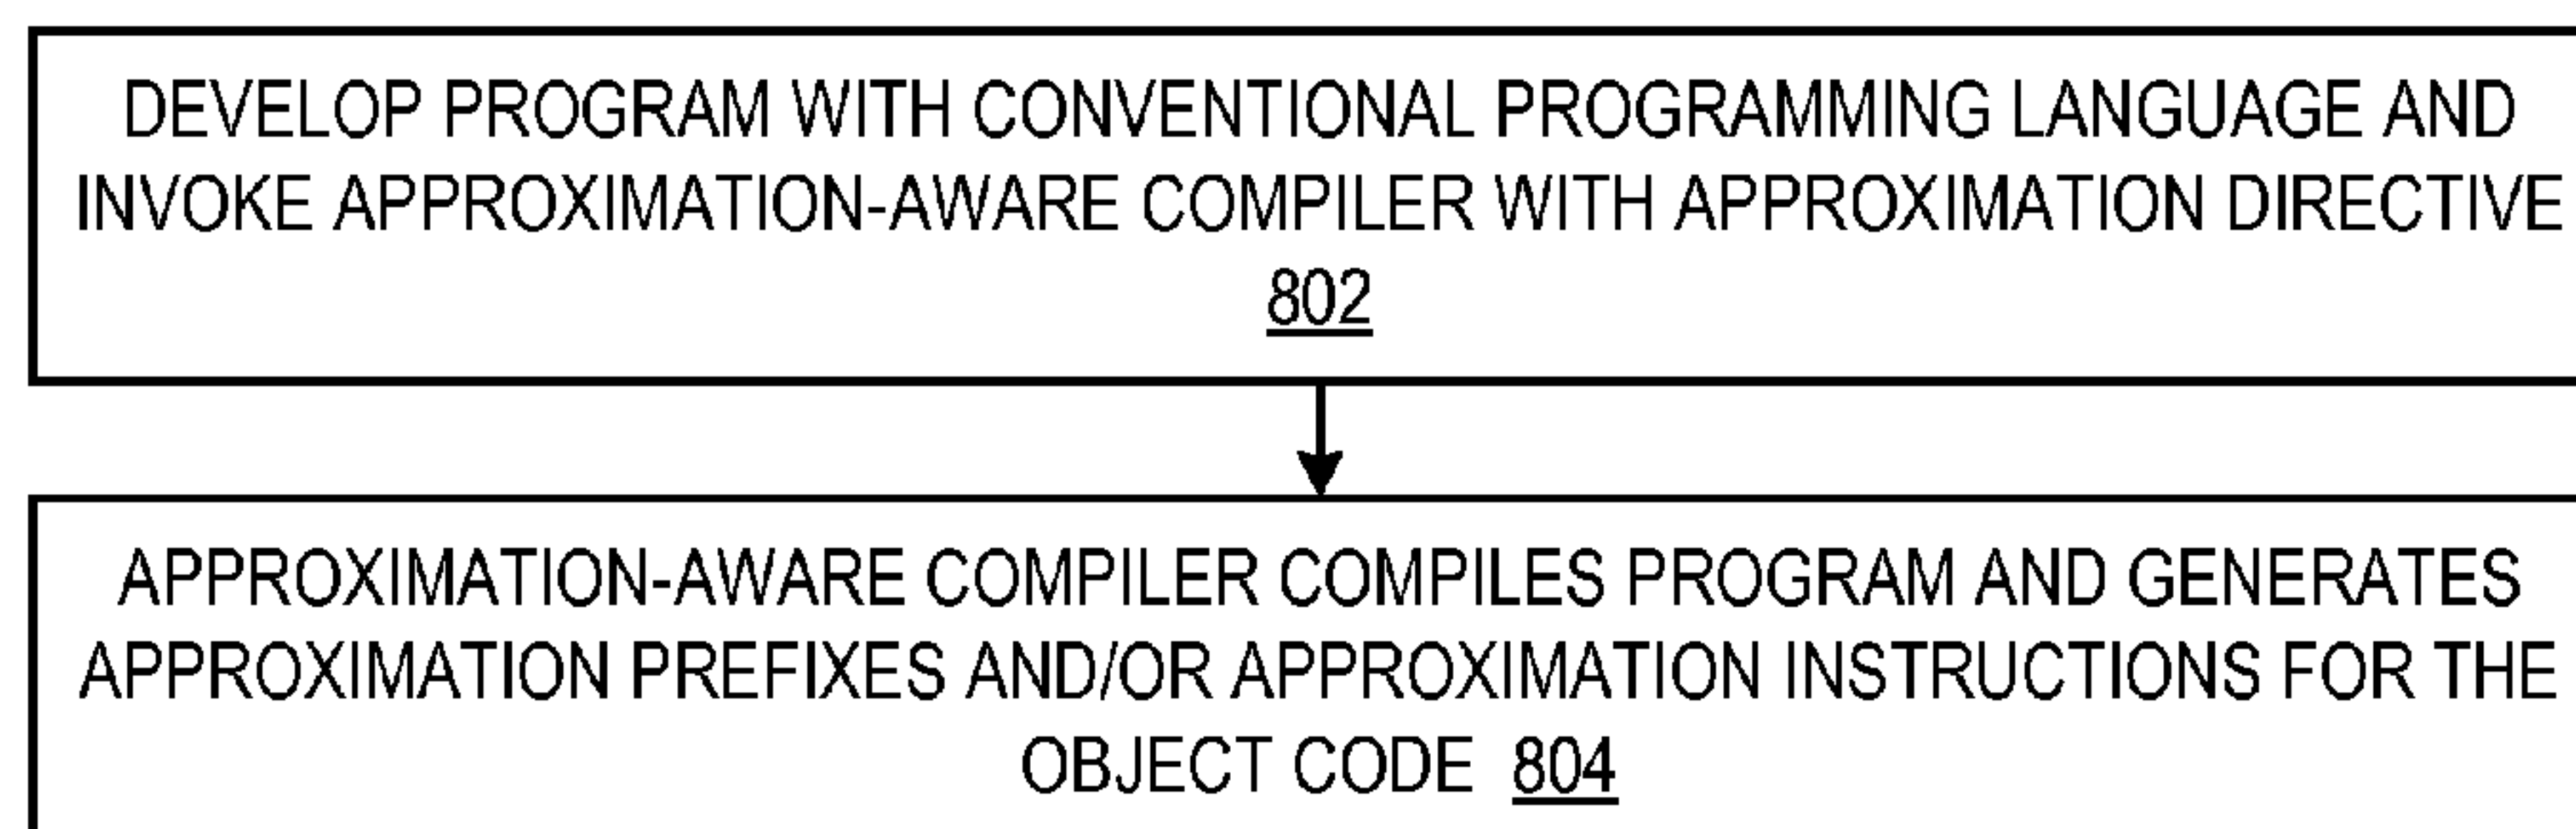 DEVELOP PROGRAM WITH CONVENTIONAL PROGRAMMING LANGUAGE AND
INVOKE APPROXIMATION-AWARE COMPILER WITH APPROXIMATION DIRECTIVE
802
APPROXIMATION-AWARE COMPILER COMPILES PROGRAM AND GENERATES
APPROXIMATION PREFIXES AND/OR APPROXIMATION INSTRUCTIONS FOR THE
OBJECT CODE 804